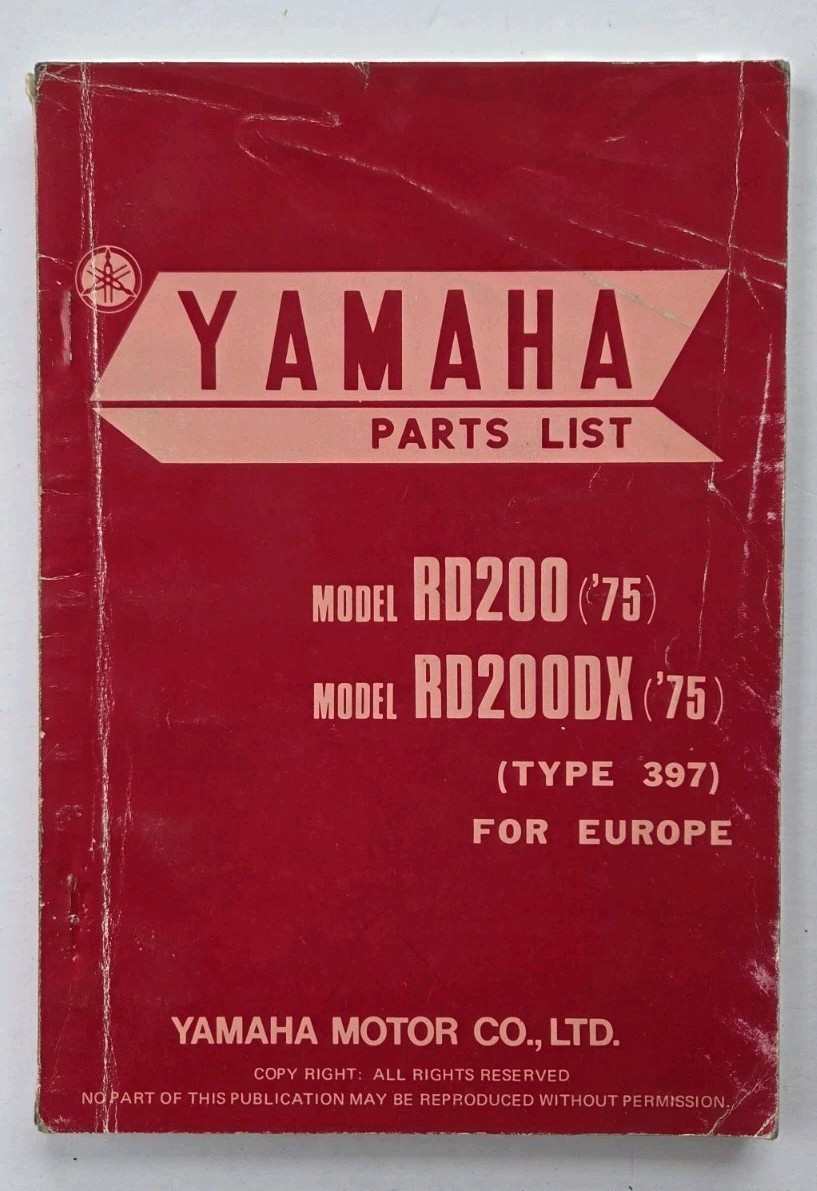 YAMAHA
PARTS LIST
MODEL RD200 ('75)
MODEL RD200DX ('75)
(TYPE 397)
FOR EUROPE
YAMAHA MOTOR CO., LTD.
COPY RIGHT: ALL RIGHTS RESERVED
NO PART OF THIS PUBLICATION MAY BE REPRODUCED WITHOUT PERMISSION.